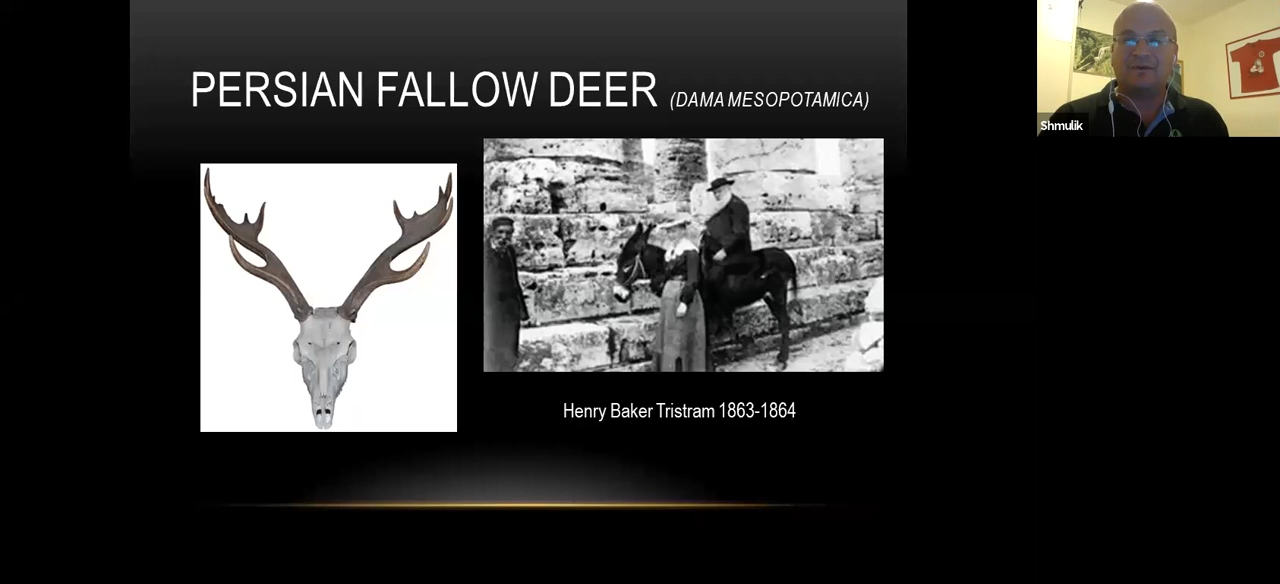 PERSIAN FALLOW DEER (DAMA MESOPOTAMICA)
Henry Baker Tristram 1863-1864
Shmulik